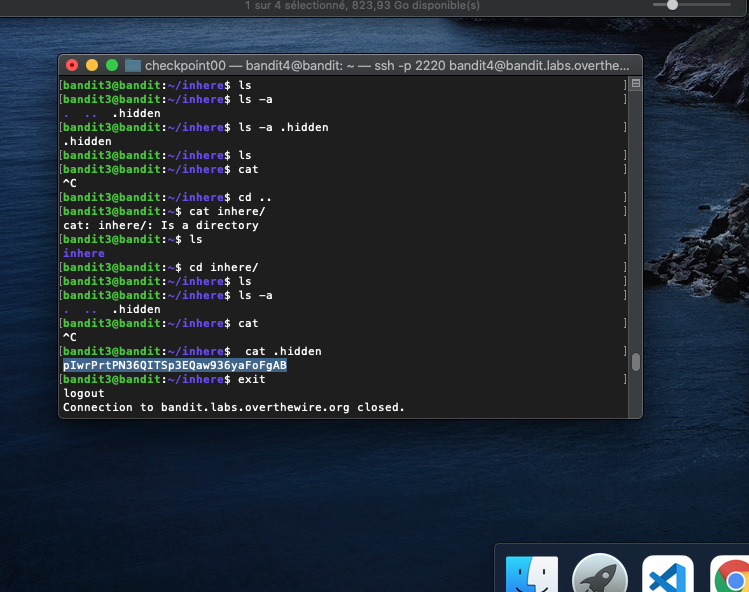 1 sur 4 sélectionné, 823,93 Go disponible(s)
checkpoint00 — bandit4@bandit: ~ — ssh -p 2220 bandit4@bandit.labs.overthe...
[bandit3@bandit:~/inhere$ ls ]
[bandit3@bandit:~/inhere$ ls -a ]
. .. .hidden
[bandit3@bandit:~/inhere$ ls -a .hidden ]
.hidden
[bandit3@bandit:~/inhere$ ls ]
[bandit3@bandit:~/inhere$ cat ]
^C
[bandit3@bandit:~/inhere$ cd .. ]
[bandit3@bandit:~$ cat inhere/ ]
cat: inhere/: Is a directory
[bandit3@bandit:~$ ls ]
inhere
[bandit3@bandit:~$ cd inhere/ ]
[bandit3@bandit:~/inhere$ ls ]
[bandit3@bandit:~/inhere$ ls -a ]
. .. .hidden
[bandit3@bandit:~/inhere$ cat ]
^C
[bandit3@bandit:~/inhere$  cat .hidden ]
pIwrPrtPN36QITSp3EQaw936yaFoFgAB
[bandit3@bandit:~/inhere$ exit ]
logout
Connection to bandit.labs.overthewire.org closed.